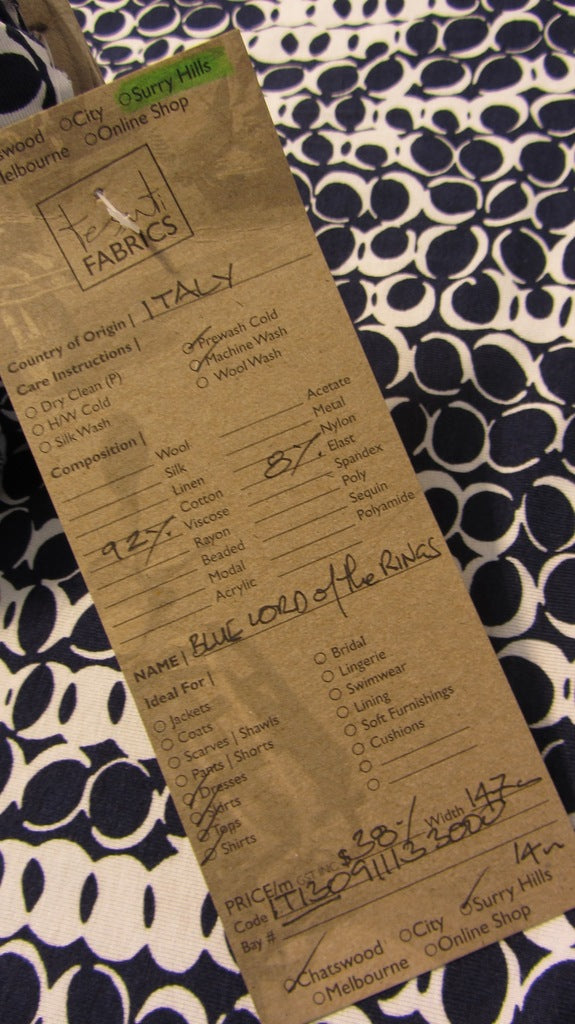 ○Surry Hills
swood ○City
Melbourne ○Online Shop
FABRICS
Country of Origin | ITALY
Care Instructions |
○ Dry Clean (P)
○ H/W Cold
○ Silk Wash
○ Prewash Cold
○ Machine Wash
○ Wool Wash
Composition |
Wool
Silk
Linen
Cotton
92% Viscose
Rayon
Beaded
Modal
Acrylic
Acetate
Metal
Nylon
8% Elast
Spandex
Poly
Sequin
Polyamide
NAME | BLUE LORD of the RINGS
Ideal For |
○ Jackets
○ Coats
○ Scarves | Shawls
○ Pants | Shorts
Dresses
Skirts
Tops
Shirts
○ Bridal
○ Lingerie
○ Swimwear
○ Lining
○ Soft Furnishings
○ Cushions
○
○
PRICE/m GST INC $38.- Width 147
Code IT13091113300D
Bay #
14m
○Chatswood ○City ○Surry Hills
○Melbourne ○Online Shop